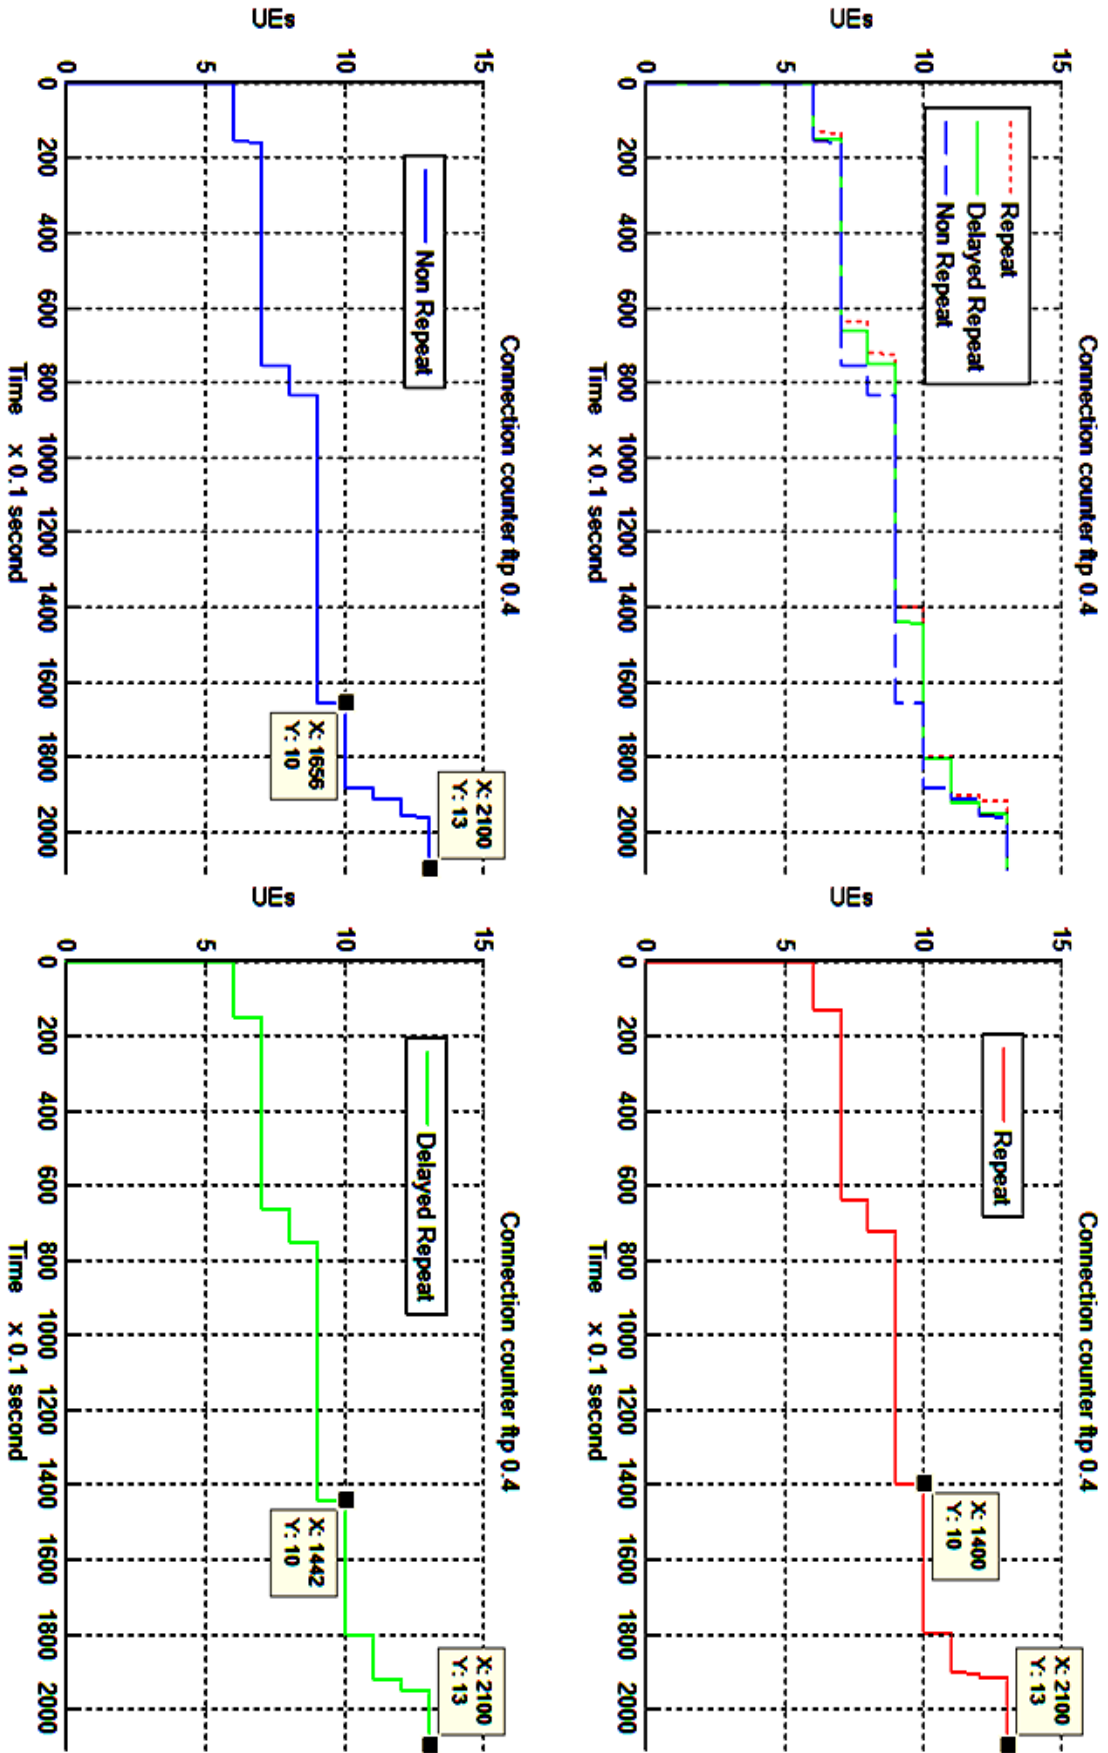 Connection counter ftp 0.4
UEs
15
10
5
0
0 200 400 600 800 1000 1200 1400 1600 1800 2000
Time x 0.1 second
Repeat
Delayed Repeat
Non Repeat
Connection counter ftp 0.4
UEs
15
10
5
0
0 200 400 600 800 1000 1200 1400 1600 1800 2000
Time x 0.1 second
Repeat
X: 1400
Y: 10
X: 2100
Y: 13
Connection counter ftp 0.4
UEs
15
10
5
0
0 200 400 600 800 1000 1200 1400 1600 1800 2000
Time x 0.1 second
Non Repeat
X: 1656
Y: 10
X: 2100
Y: 13
Connection counter ftp 0.4
UEs
15
10
5
0
0 200 400 600 800 1000 1200 1400 1600 1800 2000
Time x 0.1 second
Delayed Repeat
X: 1442
Y: 10
X: 2100
Y: 13